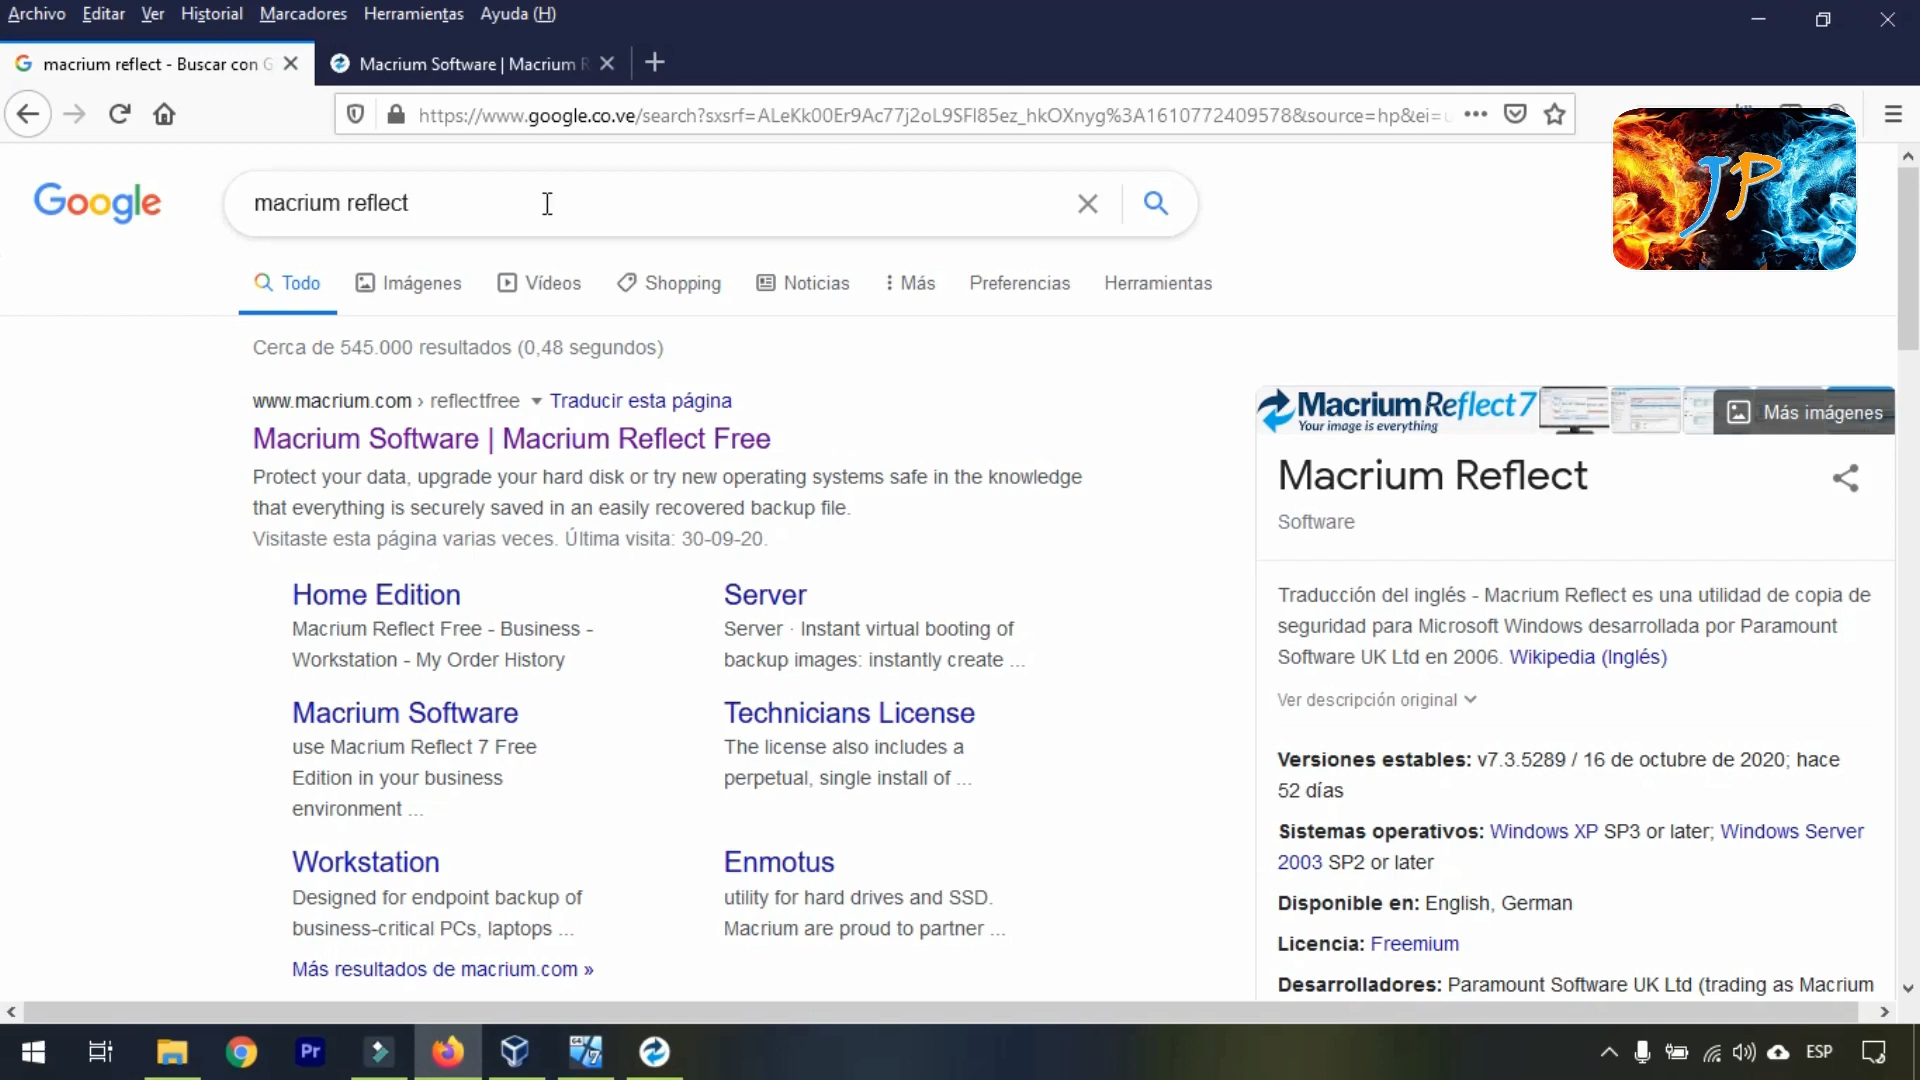 Archivo Editar Ver Historial Marcadores Herramientas Ayuda (H)
macrium reflect - Buscar con G
Macrium Software | Macrium R
https://www.google.co.ve/search?sxsrf=ALeKk00Er9Ac77j2oL9SFl85ez_hkOXnyg%3A1610772409578&source=hp&ei=
JP
Google
macrium reflect
Todo Imágenes Vídeos Shopping Noticias Más Preferencias Herramientas
Cerca de 545.000 resultados (0,48 segundos)
www.macrium.com › reflectfree Traducir esta página
Macrium Software | Macrium Reflect Free
Protect your data, upgrade your hard disk or try new operating systems safe in the knowledge
that everything is securely saved in an easily recovered backup file.
Visitaste esta página varias veces. Última visita: 30-09-20.
Home Edition
Macrium Reflect Free - Business -
Workstation - My Order History
Server
Server · Instant virtual booting of
backup images: instantly create ...
Macrium Software
use Macrium Reflect 7 Free
Edition in your business
environment ...
Technicians License
The license also includes a
perpetual, single install of ...
Workstation
Designed for endpoint backup of
business-critical PCs, laptops ...
Enmotus
utility for hard drives and SSD.
Macrium are proud to partner ...
Más resultados de macrium.com »
Macrium Reflect 7
Your image is everything
Más imágenes
Macrium Reflect
Software
Traducción del inglés - Macrium Reflect es una utilidad de copia de
seguridad para Microsoft Windows desarrollada por Paramount
Software UK Ltd en 2006. Wikipedia (Inglés)
Ver descripción original
Versiones estables: v7.3.5289 / 16 de octubre de 2020; hace
52 días
Sistemas operativos: Windows XP SP3 or later; Windows Server
2003 SP2 or later
Disponible en: English, German
Licencia: Freemium
Desarrolladores: Paramount Software UK Ltd (trading as Macrium
Pr
64
7
ESP